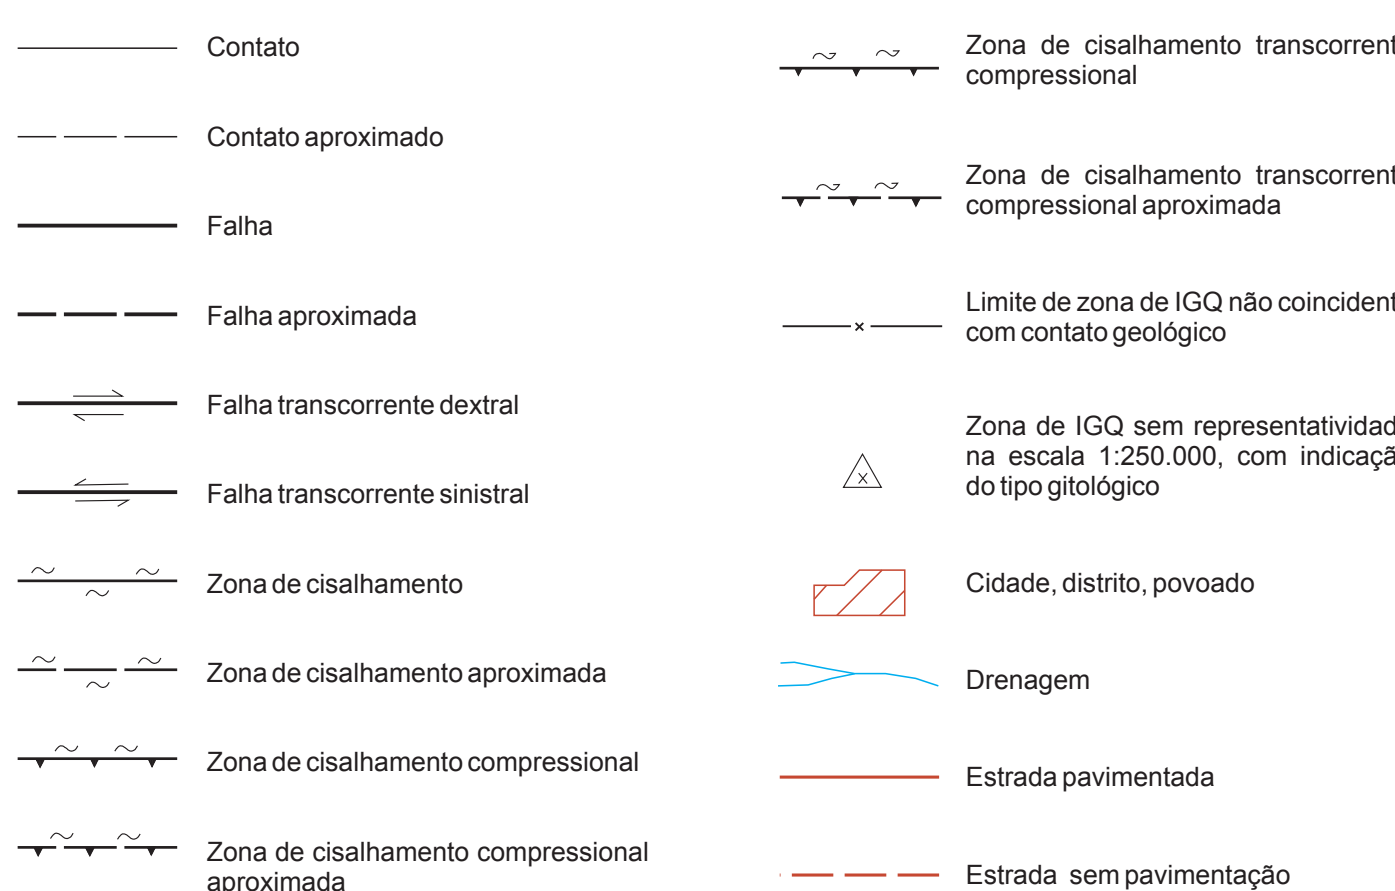 Contato
Contato aproximado
Falha
Falha aproximada
Falha transcorrente dextral
Falha transcorrente sinistral
Zona de cisalhamento
Zona de cisalhamento aproximada
Zona de cisalhamento compressional
Zona de cisalhamento compressional
aproximada
Zona de cisalhamento transcorrent
compressional
Zona de cisalhamento transcorrent
compressional aproximada
Limite de zona de IGQ não coincident
com contato geológico
x
Zona de IGQ sem representatividad
na escala 1:250.000, com indicaçã
do tipo gitológico
Cidade, distrito, povoado
Drenagem
Estrada pavimentada
Estrada sem pavimentação